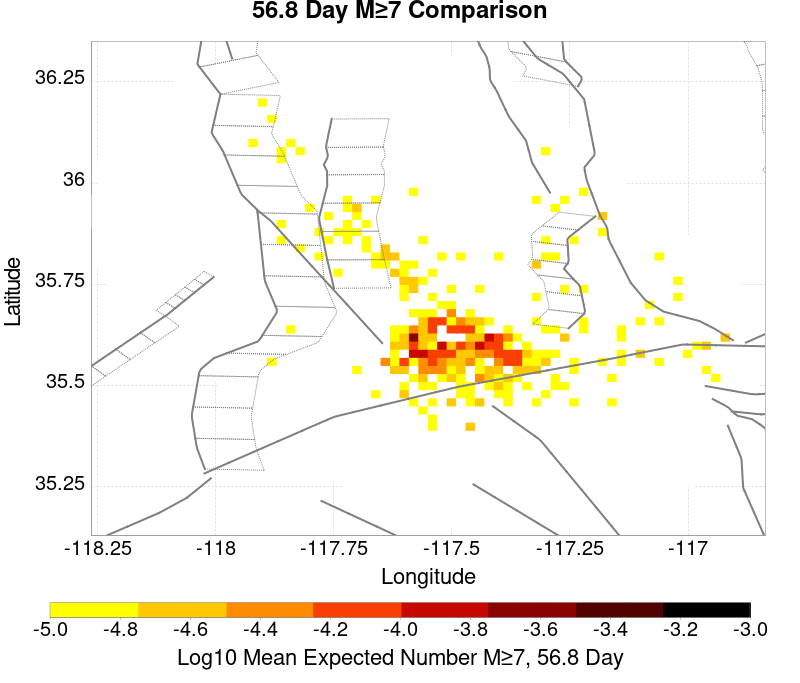 56.8 Day M≥7 Comparison
36.25
36
35.75
35.5
35.25
Latitude
-118.25 -118 -117.75 -117.5 -117.25 -117
Longitude
-5.0 -4.8 -4.6 -4.4 -4.2 -4.0 -3.8 -3.6 -3.4 -3.2 -3.0
Log10 Mean Expected Number M≥7, 56.8 Day